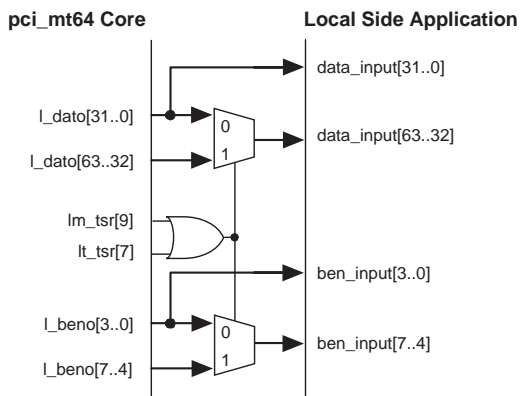 pci_mt64 Core
Local Side Application
data_input[31..0]
l_dato[31..0]
0
data_input[63..32]
1
l_dato[63..32]
lm_tsr[9]
lt_tsr[7]
ben_input[3..0]
l_beno[3..0]
0
ben_input[7..4]
1
l_beno[7..4]